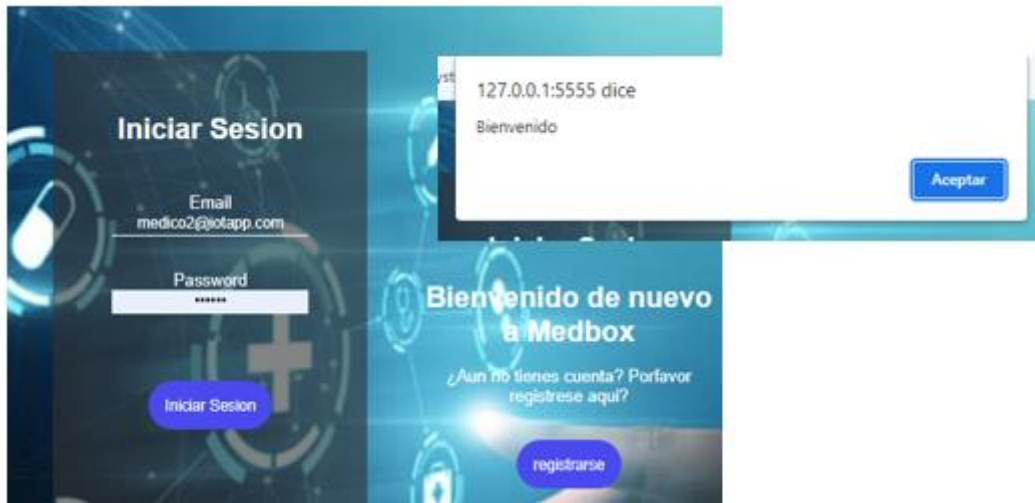 Iniciar Sesion
Email
medico2@iotapp.com
Password
••••••
Iniciar Sesion
127.0.0.1:5555 dice
Bienvenido
Aceptar
Bienvenido de nuevo
a Medbox
¿Aun no tienes cuenta? Porfavor
registrese aqui?
registrarse